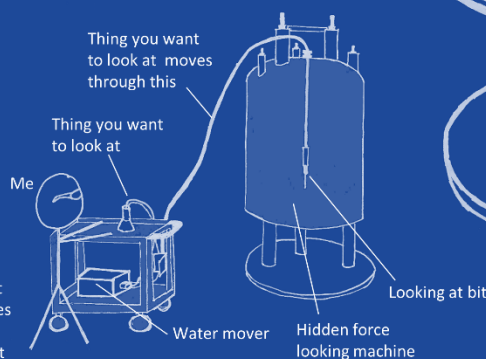 Thing you want
to look at moves
through this
Thing you want
to look at
Me
Looking at bit
Water mover
Hidden force
looking machine